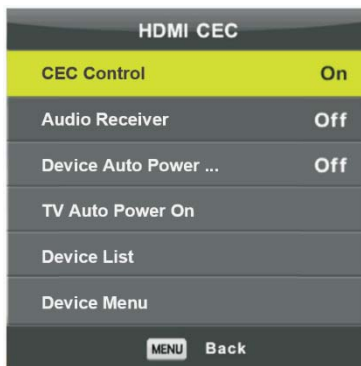 HDMI CEC
CEC Control On
Audio Receiver Off
Device Auto Power ... Off
TV Auto Power On
Device List
Device Menu
MENU Back